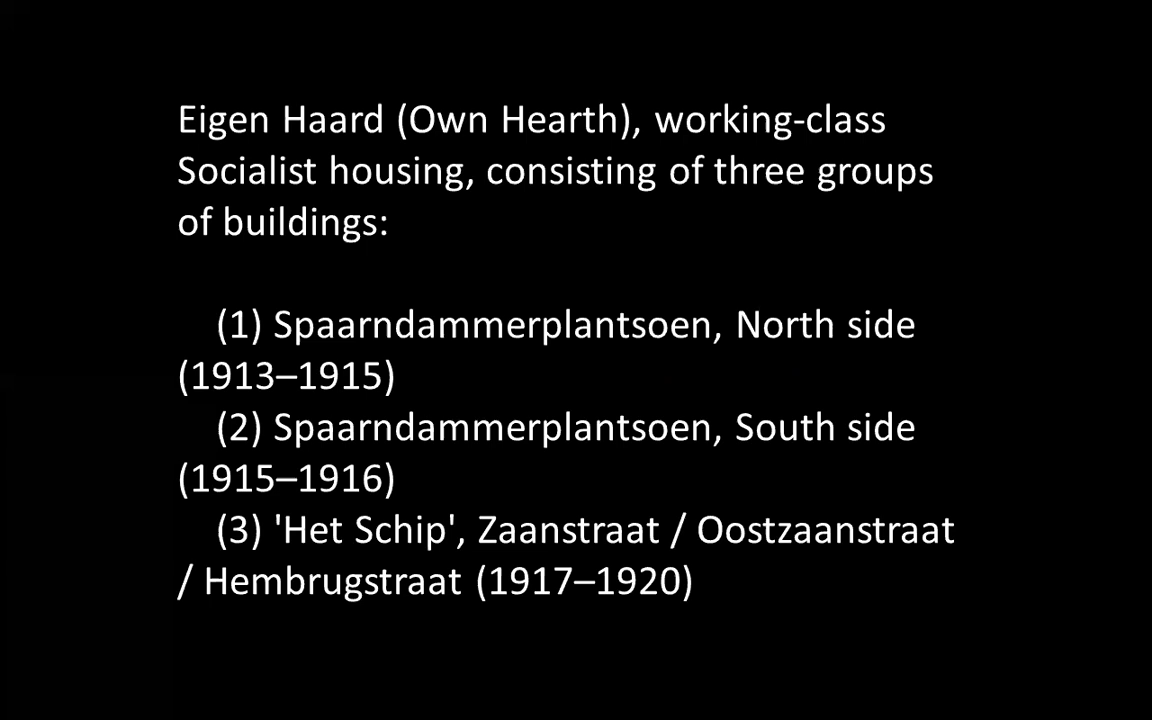 Eigen Haard (Own Hearth), working-class
Socialist housing, consisting of three groups
of buildings:
(1) Spaarndammerplantsoen, North side
(1913–1915)
(2) Spaarndammerplantsoen, South side
(1915–1916)
(3) 'Het Schip', Zaanstraat / Oostzaanstraat
/ Hembrugstraat (1917–1920)